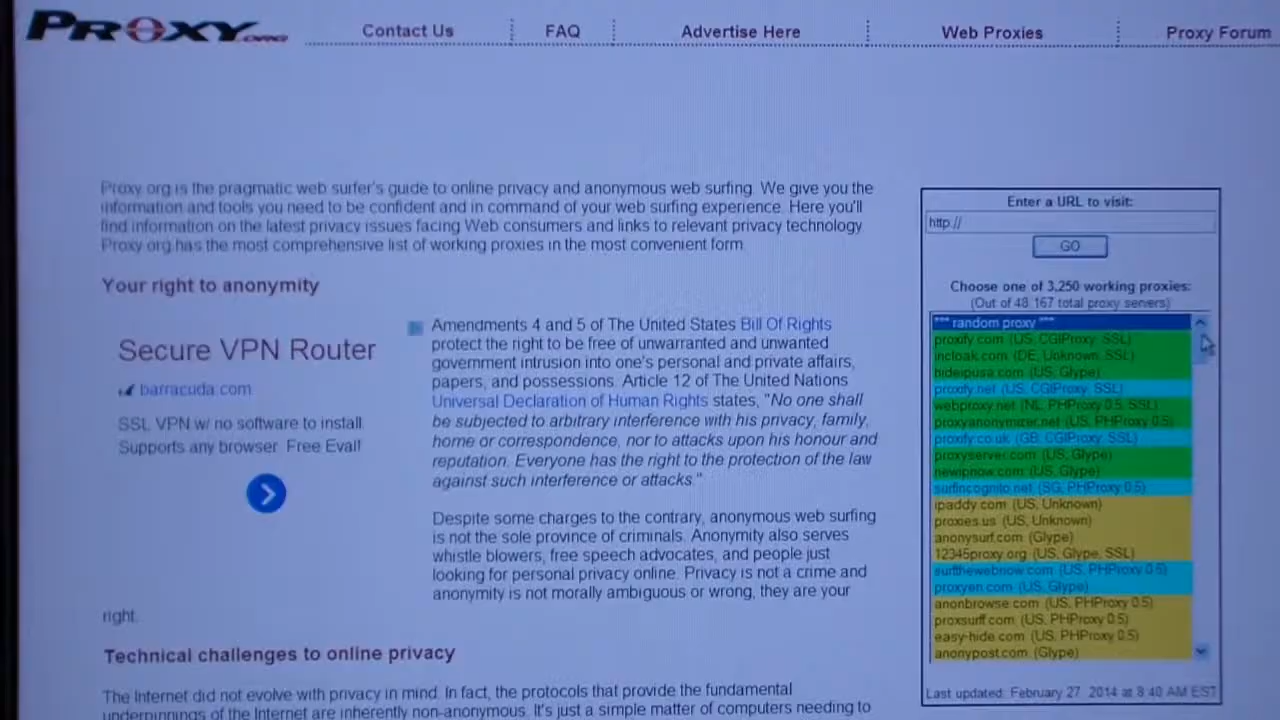 PROXY.ORG
Contact Us
FAQ
Advertise Here
Web Proxies
Proxy Forum
Proxy.org is the pragmatic web surfer's guide to online privacy and anonymous web surfing. We give you the
information and tools you need to be confident and in command of your web surfing experience. Here you'll
find information on the latest privacy issues facing Web consumers and links to relevant privacy technology.
Proxy.org has the most comprehensive list of working proxies in the most convenient form.
Your right to anonymity
Secure VPN Router
barracuda.com
SSL VPN w/ no software to install.
Supports any browser. Free Eval!
Amendments 4 and 5 of The United States Bill Of Rights
protect the right to be free of unwarranted and unwanted
government intrusion into one's personal and private affairs,
papers, and possessions. Article 12 of The United Nations
Universal Declaration of Human Rights states, "No one shall
be subjected to arbitrary interference with his privacy, family,
home or correspondence, nor to attacks upon his honour and
reputation. Everyone has the right to the protection of the law
against such interference or attacks."
Despite some charges to the contrary, anonymous web surfing
is not the sole province of criminals. Anonymity also serves
whistle blowers, free speech advocates, and people just
looking for personal privacy online. Privacy is not a crime and
anonymity is not morally ambiguous or wrong, they are your
right.
Technical challenges to online privacy
The Internet did not evolve with privacy in mind. In fact, the protocols that provide the fundamental
underpinnings of the Internet are inherently non-anonymous. It's just a simple matter of computers needing to
Enter a URL to visit:
http://
GO
Choose one of 3,250 working proxies:
(Out of 48,167 total proxy servers)
*** random proxy ***
proxify.com (US, CGIProxy, SSL)
incloak.com (DE, Unknown, SSL)
hideipusa.com (US, Glype)
proxify.net (US, CGIProxy, SSL)
webproxy.net (NL, PHProxy 0.5, SSL)
proxyanonymizer.net (US, PHProxy 0.5)
proxify.co.uk (GB, CGIProxy, SSL)
proxyserver.com (US, Glype)
newipnow.com (US, Glype)
surfincognito.net (SG, PHProxy 0.5)
ipaddy.com (US, Unknown)
proxies.us (US, Unknown)
anonysurf.com (Glype)
12345proxy.org (US, Glype, SSL)
surfthewebnow.com (US, PHProxy 0.5)
proxyen.com (US, Glype)
anonbrowse.com (US, PHProxy 0.5)
proxsurf.com (US, PHProxy 0.5)
easy-hide.com (US, PHProxy 0.5)
anonypost.com (Glype)
Last updated: February 27, 2014 at 8:40 AM EST